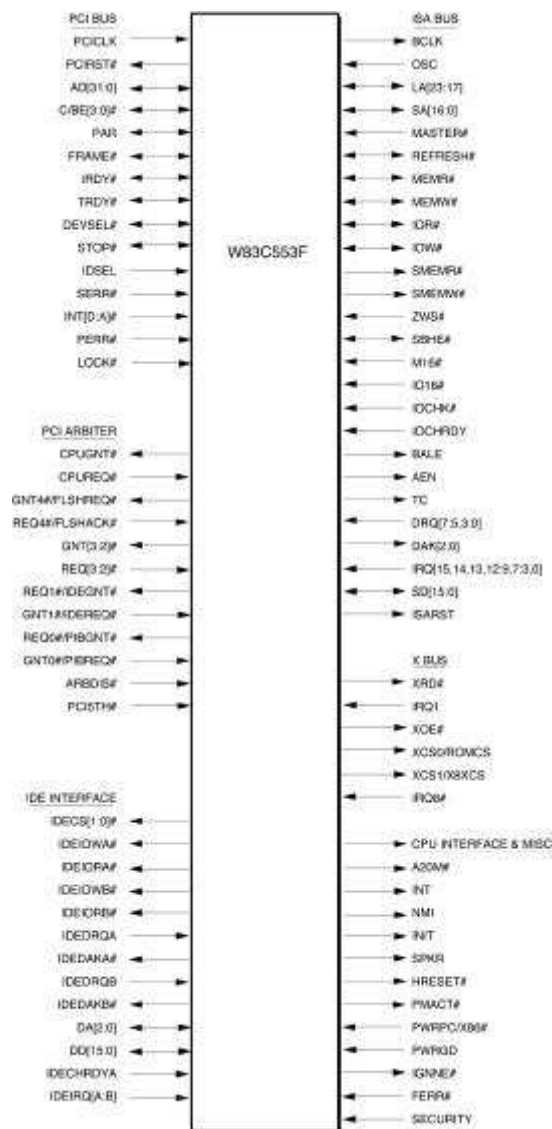 PCI BUS
PCICLK
PCIRST#
AD[31:0]
C/BE[3:0]#
PAR
FRAME#
IRDY#
TRDY#
DEVSEL#
STOP#
IDSEL
SERR#
INT[D:A]#
PERR#
LOCK#
PCI ARBITER
CPUGNT#
CPUREQ#
GNT4#/FLSHREQ#
REQ4#/FLSHACK#
GNT[3:2]#
REQ[3:2]#
REQ1#/IDEGNT#
GNT1#/IDEREQ#
REQ0#/PIBGNT#
GNT0#/PIBREQ#
ARBDIS#
PCI5TH#
IDE INTERFACE
IDECS[1:0]#
IDEIOWA#
IDEIORA#
IDEIOWB#
IDEIORB#
IDEDRQA
IDEDAKA#
IDEDRQB
IDEDAKB#
DA[2:0]
DD[15:0]
IDECHRDYA
IDEIRQ[A:B]
W83C553F
ISA BUS
BCLK
OSC
LA[23:17]
SA[16:0]
MASTER#
REFRESH#
MEMR#
MEMW#
IOR#
IOW#
SMEMR#
SMEMW#
ZWS#
SBHE#
M16#
IO16#
IOCHK#
IOCHRDY
BALE
AEN
TC
DRQ[7:5,3:0]
DAK[2:0]
IRQ[15,14,13,12:9,7:3,0]
SD[15:0]
ISARST
X BUS
XRD#
IRQ1
XOE#
XCS0/ROMCS
XCS1/X8XCS
IRQ8#
CPU INTERFACE & MISC
A20M#
INT
NMI
INIT
SPKR
HRESET#
PMACT#
PWRPC/X86#
PWRGD
IGNNE#
FERR#
SECURITY